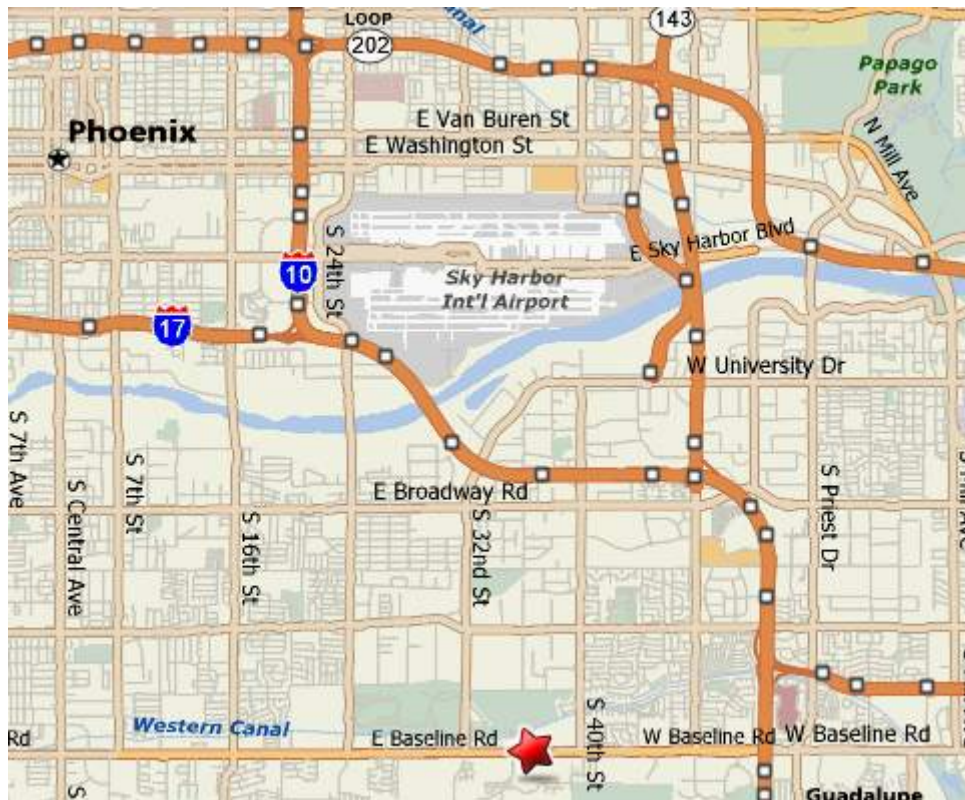 LOOP
202
143
Canal
Papago
Park
E Van Buren St
Phoenix
E Washington St
N Mill Ave
E Sky Harbor Blvd
S 24th St
10
Sky Harbor
Int'l Airport
17
W University Dr
S 7th Ave
S Central Ave
S 7th St
S 16th St
E Broadway Rd
S 32nd St
S Priest Dr
S 40th St
Western Canal
Rd
E Baseline Rd
W Baseline Rd
W Baseline Rd
S
Guadalupe